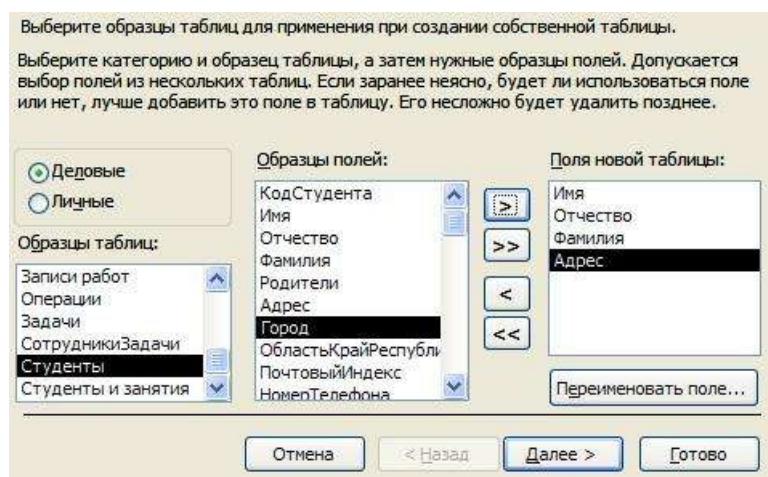 Выберите образцы таблиц для применения при создании собственной таблицы.
Выберите категорию и образец таблицы, а затем нужные образцы полей. Допускается
выбор полей из нескольких таблиц. Если заранее неясно, будет ли использоваться поле
или нет, лучше добавить это поле в таблицу. Его несложно будет удалить позднее.
Деловые
Личные
Образцы таблиц:
Записи работ
Операции
Задачи
СотрудникиЗадачи
Студенты
Студенты и занятия
Образцы полей:
КодСтудента
Имя
Отчество
Фамилия
Родители
Адрес
Город
ОбластьКрайРеспубли
ПочтовыйИндекс
НомерТелефона
>
>>
<
<<
Поля новой таблицы:
Имя
Отчество
Фамилия
Адрес
Переименовать поле...
Отмена
< Назад
Далее >
Готово